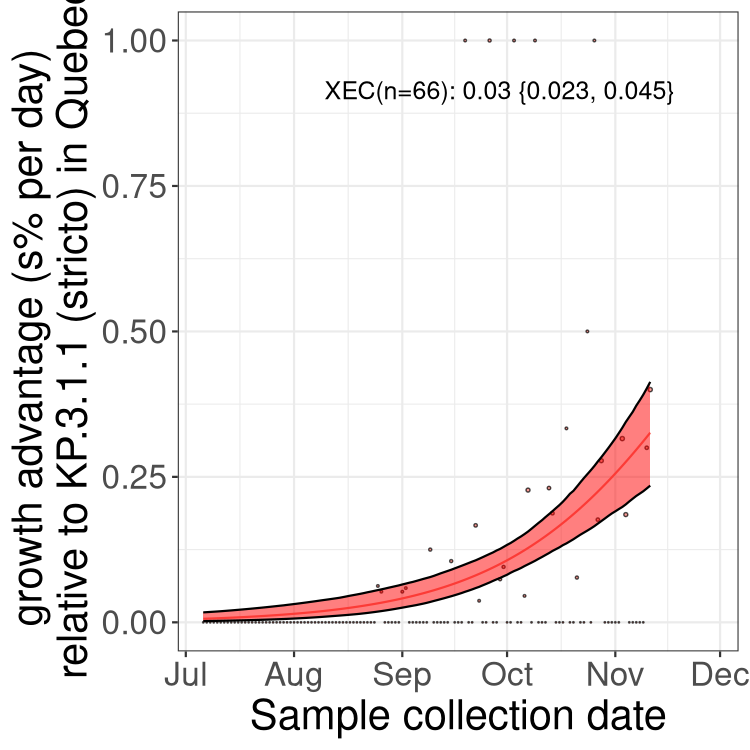 growth advantage (s% per day)
relative to KP.3.1.1 (stricto) in Quebec
1.00
XEC(n=66): 0.03 {0.023, 0.045}
0.75
0.50
0.25
0.00
Jul Aug Sep Oct Nov Dec
Sample collection date